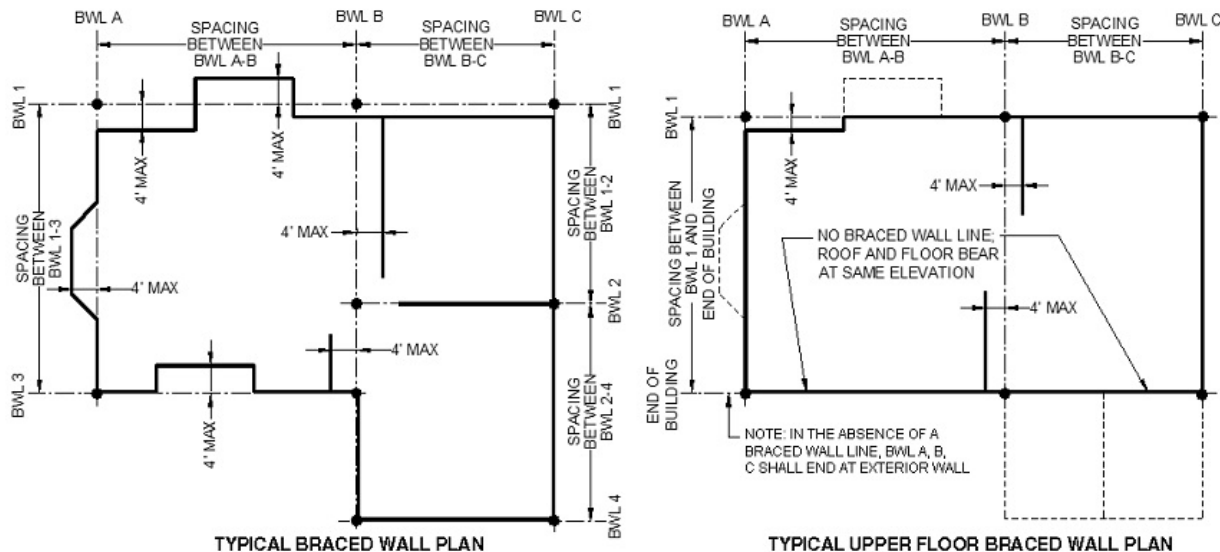 BWL A
BWL B
BWL C
SPACING
BETWEEN
BWL A-B
SPACING
BETWEEN
BWL B-C
BWL 1
BWL 1
4' MAX
4' MAX
SPACING
BETWEEN
BWL 1-3
4' MAX
SPACING
BETWEEN
BWL 1-2
4' MAX
BWL 2
4' MAX
BWL 3
4' MAX
SPACING
BETWEEN
BWL 2-4
BWL 4
TYPICAL BRACED WALL PLAN
BWL A
BWL B
BWL C
SPACING
BETWEEN
BWL A-B
SPACING
BETWEEN
BWL B-C
BWL 1
4' MAX
4' MAX
SPACING BETWEEN
BWL 1 AND
END OF BUILDING
NO BRACED WALL LINE;
ROOF AND FLOOR BEAR
AT SAME ELEVATION
4' MAX
END OF
BUILDING
NOTE: IN THE ABSENCE OF A
BRACED WALL LINE, BWL A, B,
C SHALL END AT EXTERIOR WALL
TYPICAL UPPER FLOOR BRACED WALL PLAN